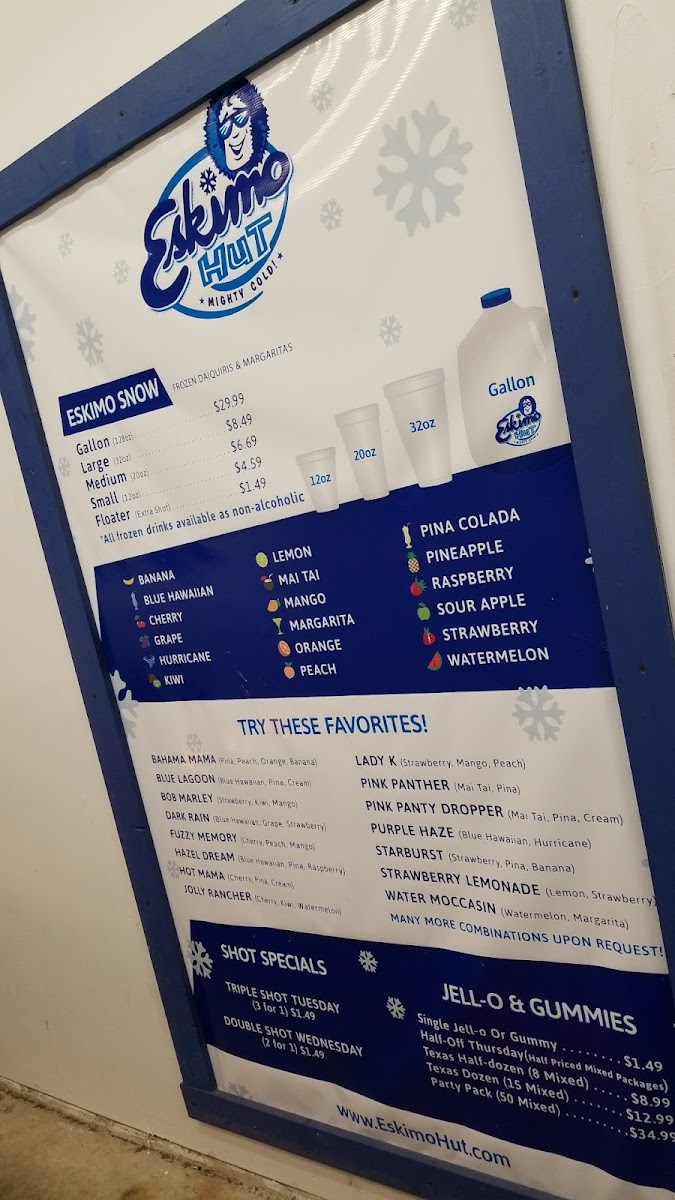 Eskimo
HUT
★ MIGHTY COLD! ★
ESKIMO SNOW FROZEN DAIQUIRIS & MARGARITAS
Gallon (128oz) $29.99
Large (32oz) $8.49
Medium (20oz) $6.69
Small (12oz) $4.59
Floater (Extra Shot) $1.49
*All frozen drinks available as non-alcoholic
12oz
20oz
32oz
Gallon
Eskimo
HUT
BANANA
BLUE HAWAIIAN
CHERRY
GRAPE
HURRICANE
KIWI
LEMON
MAI TAI
MANGO
MARGARITA
ORANGE
PEACH
PINA COLADA
PINEAPPLE
RASPBERRY
SOUR APPLE
STRAWBERRY
WATERMELON
TRY THESE FAVORITES!
BAHAMA MAMA (Pina, Peach, Orange, Banana)
BLUE LAGOON (Blue Hawaiian, Pina, Cream)
BOB MARLEY (Strawberry, Kiwi, Mango)
DARK RAIN (Blue Hawaiian, Grape, Strawberry)
FUZZY MEMORY (Cherry, Peach, Mango)
HAZEL DREAM (Blue Hawaiian, Pina, Raspberry)
HOT MAMA (Cherry, Pina, Cream)
JOLLY RANCHER (Cherry, Kiwi, Watermelon)
LADY K (Strawberry, Mango, Peach)
PINK PANTHER (Mai Tai, Pina)
PINK PANTY DROPPER (Mai Tai, Pina, Cream)
PURPLE HAZE (Blue Hawaiian, Hurricane)
STARBURST (Strawberry, Pina, Banana)
STRAWBERRY LEMONADE (Lemon, Strawberry)
WATER MOCCASIN (Watermelon, Margarita)
MANY MORE COMBINATIONS UPON REQUEST!
SHOT SPECIALS
TRIPLE SHOT TUESDAY
(3 for 1) $1.49
DOUBLE SHOT WEDNESDAY
(2 for 1) $1.49
JELL-O & GUMMIES
Single Jell-o Or Gummy ........ $1.49
Half-Off Thursday(Half Priced Mixed Packages)
Texas Half-dozen (8 Mixed) ..... $8.99
Texas Dozen (15 Mixed) ........ $12.99
Party Pack (50 Mixed) ......... $34.99
www.EskimoHut.com